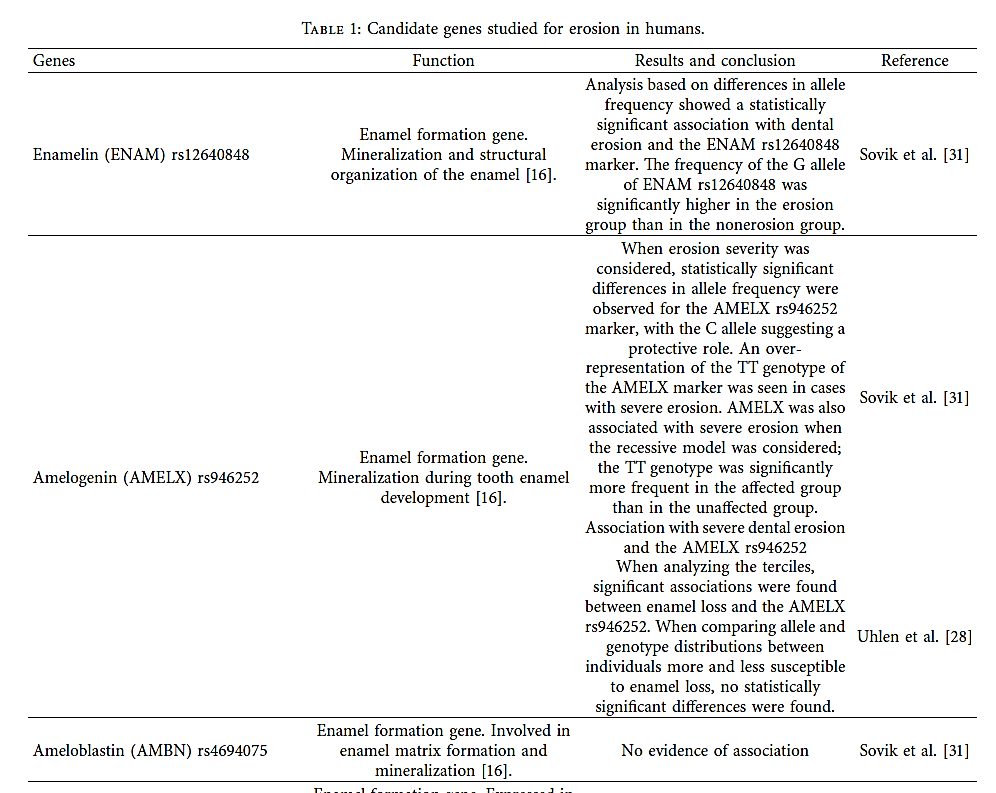 TABLE 1: Candidate genes studied for erosion in humans.
Genes
Function
Results and conclusion
Reference
Enamelin (ENAM) rs12640848
Enamel formation gene.
Mineralization and structural
organization of the enamel [16].
Analysis based on differences in allele
frequency showed a statistically
significant association with dental
erosion and the ENAM rs12640848
marker. The frequency of the G allele
of ENAM rs12640848 was
significantly higher in the erosion
group than in the nonerosion group.
Sovik et al. [31]
Amelogenin (AMELX) rs946252
Enamel formation gene.
Mineralization during tooth enamel
development [16].
When erosion severity was
considered, statistically significant
differences in allele frequency were
observed for the AMELX rs946252
marker, with the C allele suggesting a
protective role. An over-
representation of the TT genotype of
the AMELX marker was seen in cases
with severe erosion. AMELX was also
associated with severe erosion when
the recessive model was considered;
the TT genotype was significantly
more frequent in the affected group
than in the unaffected group.
Association with severe dental erosion
and the AMELX rs946252
Sovik et al. [31]
When analyzing the terciles,
significant associations were found
between enamel loss and the AMELX
rs946252. When comparing allele and
genotype distributions between
individuals more and less susceptible
to enamel loss, no statistically
significant differences were found.
Uhlen et al. [28]
Ameloblastin (AMBN) rs4694075
Enamel formation gene. Involved in
enamel matrix formation and
mineralization [16].
No evidence of association
Sovik et al. [31]
Enamel formation gene. Expressed in